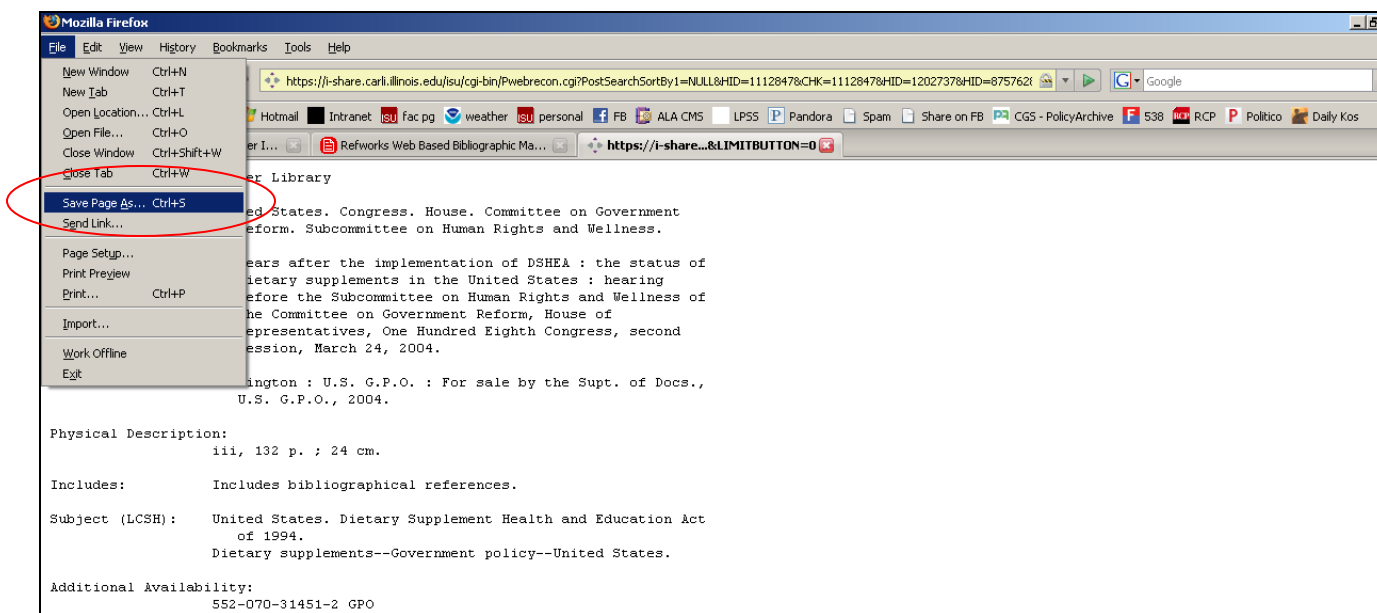 Mozilla Firefox
File Edit View History Bookmarks Tools Help
https://i-share.carli.illinois.edu/isu/cgi-bin/Pwebrecon.cgi?PostSearchSortBy1=NULL&HID=1112847&CHK=1112847&HID=1202737&HID=8757628 Google
Hotmail Intranet fac pg weather personal FB ALA CMS LPSS Pandora Spam Share on FB CGS - PolicyArchive 538 RCP Politico Daily Kos
er I... Refworks Web Based Bibliographic Ma... https://i-share...&LIMITBUTTON=0
New Window Ctrl+N
New Tab Ctrl+T
Open Location... Ctrl+L
Open File... Ctrl+O
Close Window Ctrl+Shift+W
Close Tab Ctrl+W
Save Page As... Ctrl+S
Send Link...
Page Setup...
Print Preview
Print... Ctrl+P
Import...
Work Offline
Exit
er Library
ed States. Congress. House. Committee on Government
eform. Subcommittee on Human Rights and Wellness.
ears after the implementation of DSHEA : the status of
ietary supplements in the United States : hearing
efore the Subcommittee on Human Rights and Wellness of
he Committee on Government Reform, House of
epresentatives, One Hundred Eighth Congress, second
ession, March 24, 2004.
ington : U.S. G.P.O. : For sale by the Supt. of Docs.,
U.S. G.P.O., 2004.
Physical Description:
iii, 132 p. ; 24 cm.
Includes: Includes bibliographical references.
Subject (LCSH): United States. Dietary Supplement Health and Education Act
of 1994.
Dietary supplements--Government policy--United States.
Additional Availability:
552-070-31451-2 GPO